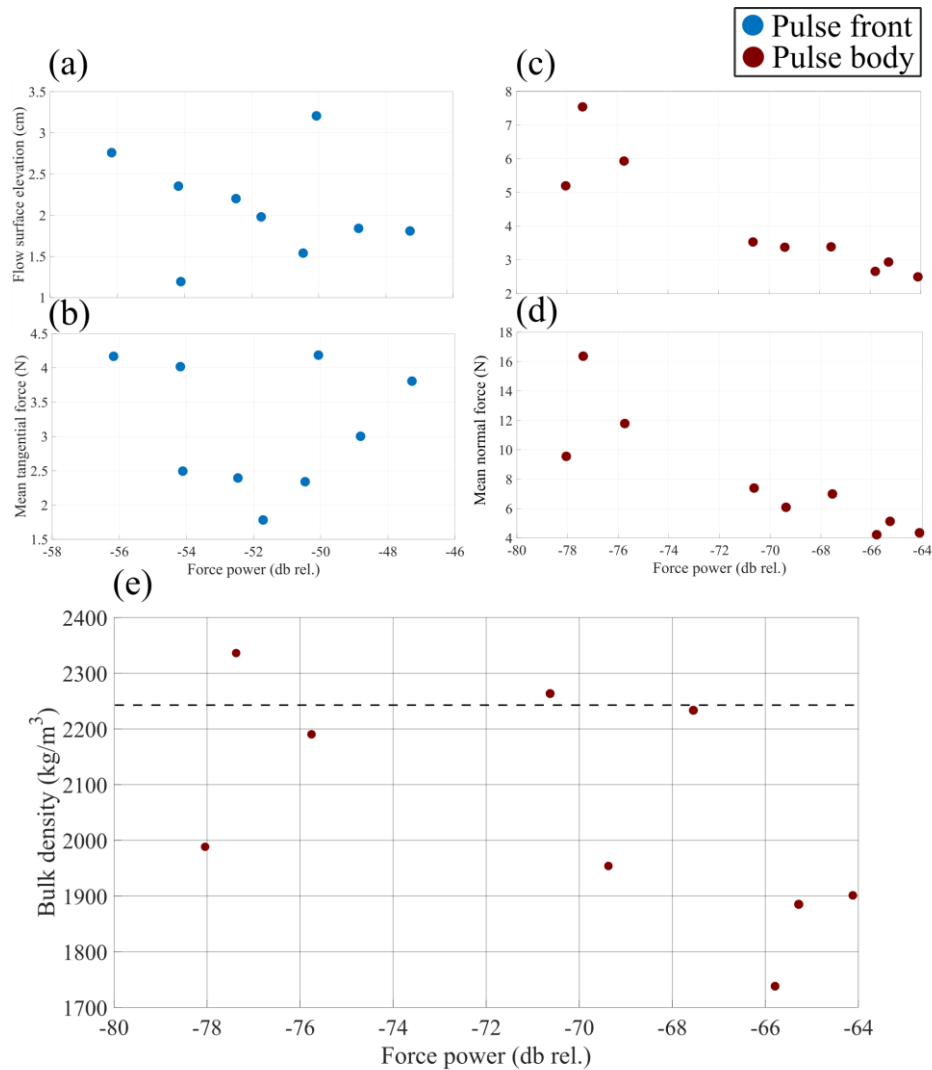 Pulse front
Pulse body
(a)
3.5
3
2.5
2
1.5
1
Flow surface elevation (cm)
(b)
4.5
4
3.5
3
2.5
2
1.5
Mean tangential force (N)
-58 -56 -54 -52 -50 -48 -46
Force power (db rel.)
(c)
8
7
6
5
4
3
2
(d)
18
16
14
12
10
8
6
4
Mean normal force (N)
-80 -78 -76 -74 -72 -70 -68 -66 -64
Force power (db rel.)
(e)
2400
2300
2200
2100
2000
1900
1800
1700
Bulk density (kg/m³)
-80 -78 -76 -74 -72 -70 -68 -66 -64
Force power (db rel.)